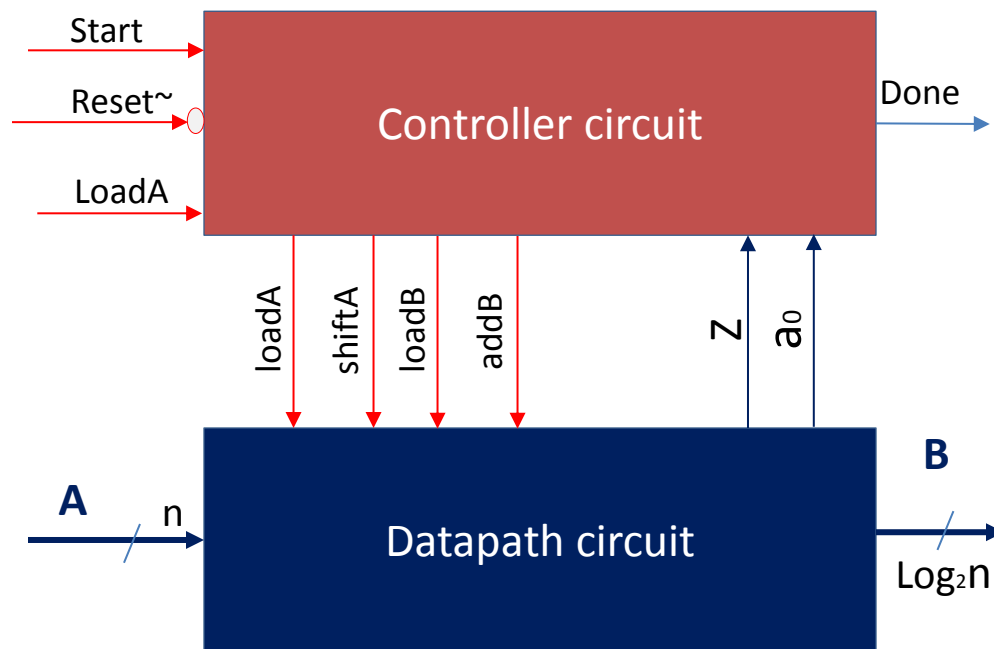 Start
Reset~
LoadA
Controller circuit
Done
loadA
shiftA
loadB
addB
Z
a₀
A
n
Datapath circuit
B
Log₂n